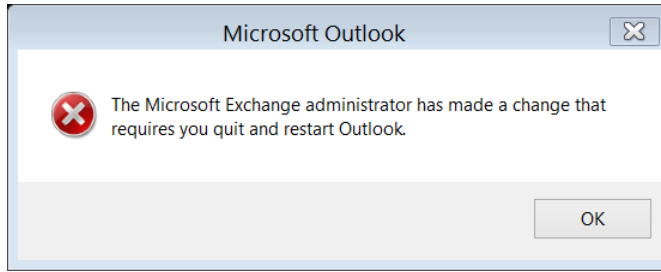 Microsoft Outlook
The Microsoft Exchange administrator has made a change that
requires you quit and restart Outlook.
OK